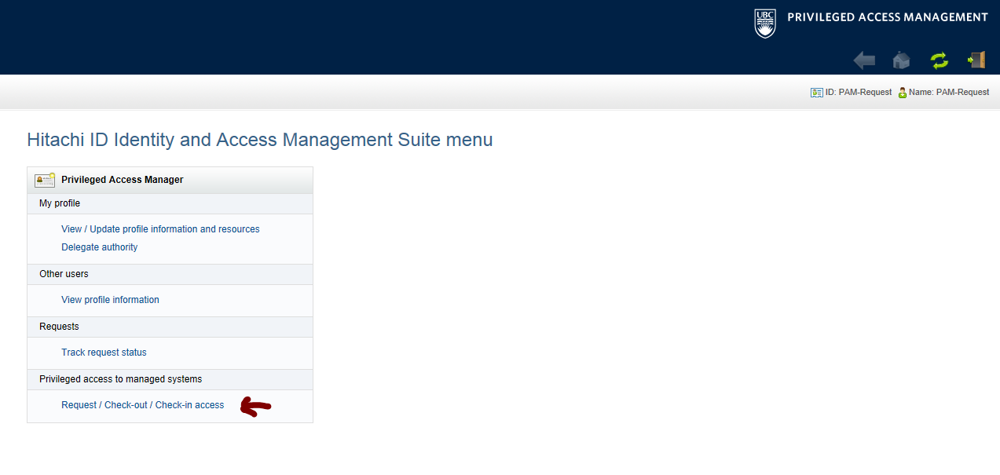 UBC
PRIVILEGED ACCESS MANAGEMENT
ID: PAM-Request Name: PAM-Request
Hitachi ID Identity and Access Management Suite menu
Privileged Access Manager
My profile
View / Update profile information and resources
Delegate authority
Other users
View profile information
Requests
Track request status
Privileged access to managed systems
Request / Check-out / Check-in access